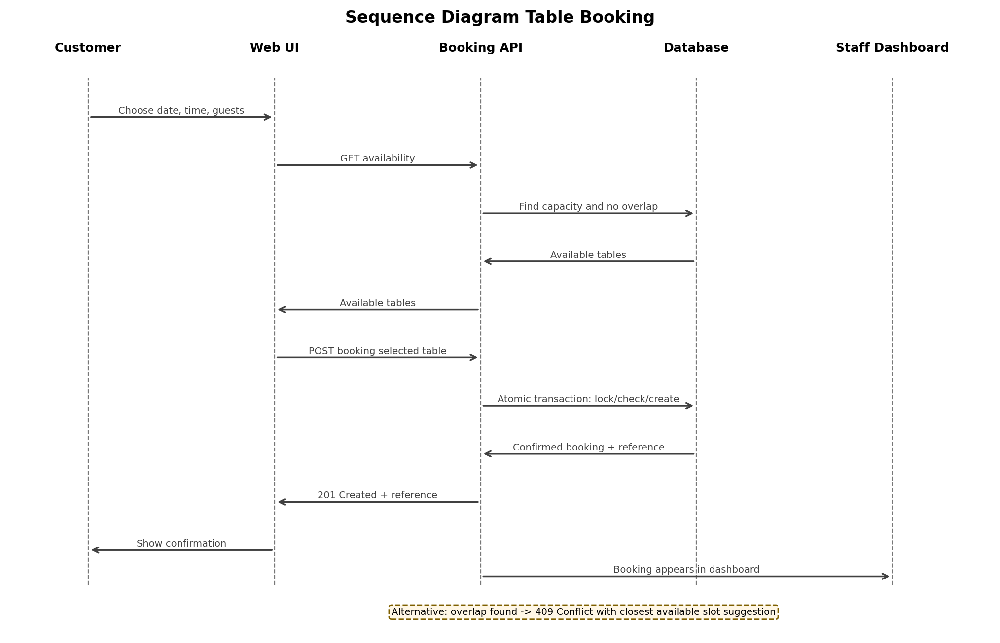 Sequence Diagram Table Booking
Customer
Web UI
Booking API
Database
Staff Dashboard
Choose date, time, guests
GET availability
Find capacity and no overlap
Available tables
Available tables
POST booking selected table
Atomic transaction: lock/check/create
Confirmed booking + reference
201 Created + reference
Show confirmation
Booking appears in dashboard
Alternative: overlap found -> 409 Conflict with closest available slot suggestion